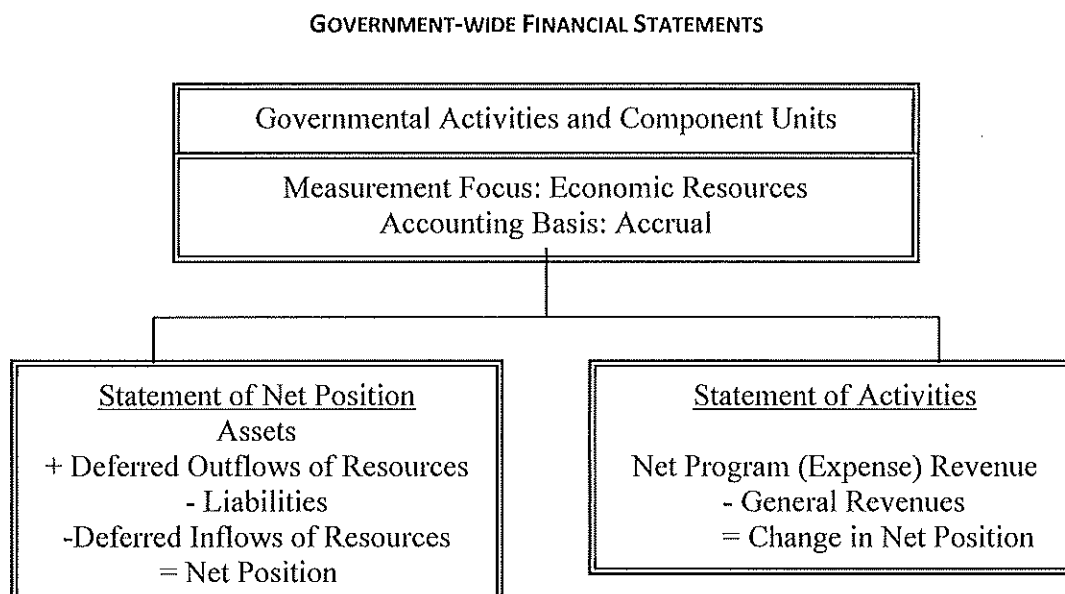 GOVERNMENT-WIDE FINANCIAL STATEMENTS
Governmental Activities and Component Units
Measurement Focus: Economic Resources
Accounting Basis: Accrual
Statement of Net Position
Assets
+ Deferred Outflows of Resources
- Liabilities
-Deferred Inflows of Resources
= Net Position
Statement of Activities
Net Program (Expense) Revenue
- General Revenues
= Change in Net Position